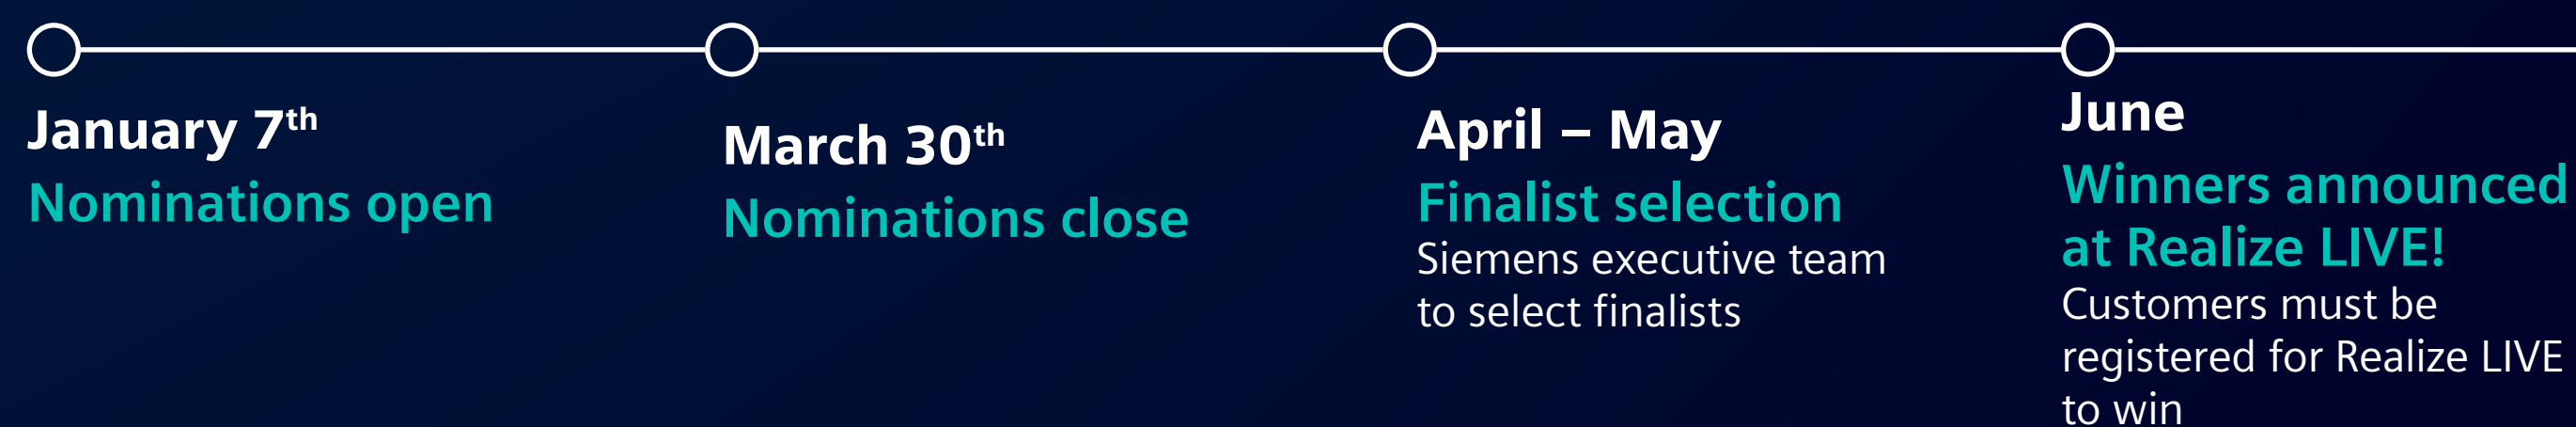 January 7th
Nominations open
March 30th
Nominations close
April – May
Finalist selection
Siemens executive team
to select finalists
June
Winners announced
at Realize LIVE!
Customers must be
registered for Realize LIVE
to win